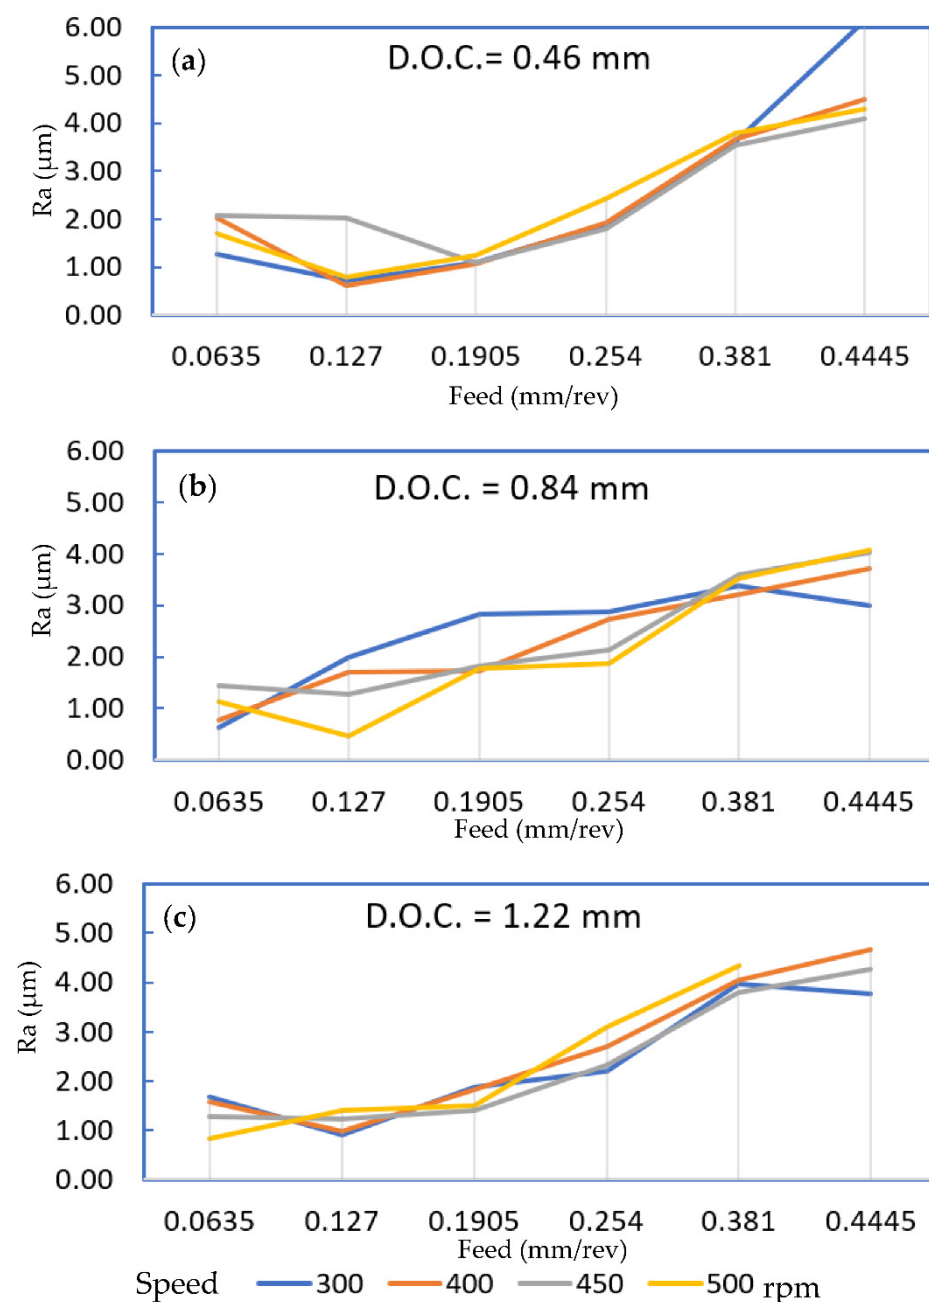 6.00
(a)
D.O.C.= 0.46 mm
5.00
4.00
Ra (μm)
3.00
2.00
1.00
0.00
0.0635 0.127 0.1905 0.254 0.381 0.4445
Feed (mm/rev)
6.00
(b)
D.O.C. = 0.84 mm
5.00
4.00
Ra (μm)
3.00
2.00
1.00
0.00
0.0635 0.127 0.1905 0.254 0.381 0.4445
Feed (mm/rev)
6.00
(c)
D.O.C. = 1.22 mm
5.00
4.00
Ra (μm)
3.00
2.00
1.00
0.00
0.0635 0.127 0.1905 0.254 0.381 0.4445
Feed (mm/rev)
Speed 300 400 450 500 rpm